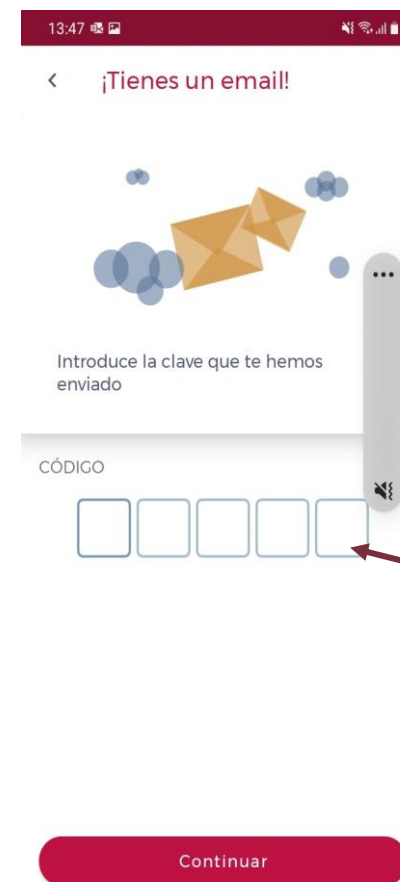 13:47
¡Tienes un email!
Introduce la clave que te hemos
enviado
CÓDIGO
Continuar